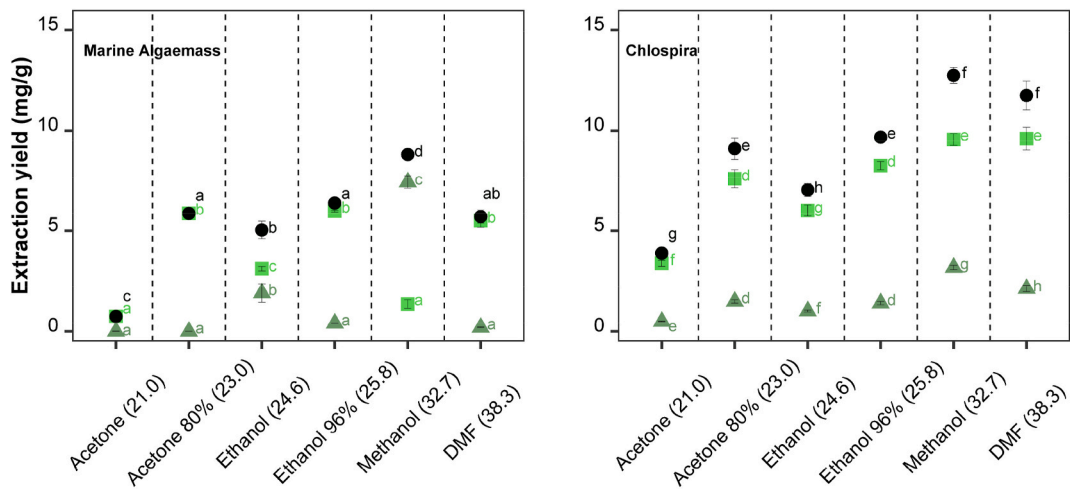 Extraction yield (mg/g)
15
10
5
0
Marine Algaemass
c
a
a
a
b
a
b
c
b
a
b
a
d
c
a
ab
b
a
Acetone (21.0)
Acetone 80% (23.0)
Ethanol (24.6)
Ethanol 96% (25.8)
Methanol (32.7)
DMF (38.3)
15
10
5
0
Chlospira
g
f
e
e
d
d
h
g
f
e
d
d
f
e
g
f
e
h
Acetone (21.0)
Acetone 80% (23.0)
Ethanol (24.6)
Ethanol 96% (25.8)
Methanol (32.7)
DMF (38.3)